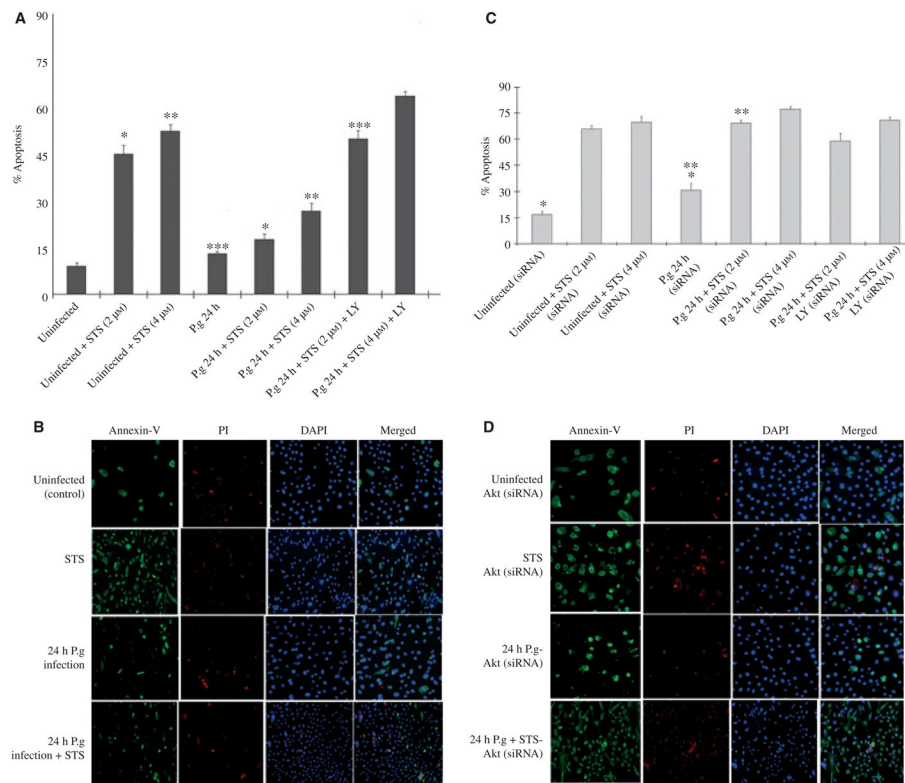 A
90
75
60
45
30
15
0
% Apoptosis
*
**
***
*
**
***
Uninfected
Uninfected + STS (2 μM)
Uninfected + STS (4 μM)
P.g 24 h
P.g 24 h + STS (2 μM)
P.g 24 h + STS (4 μM)
P.g 24 h + STS (2 μM) + LY
P.g 24 h + STS (4 μM) + LY
C
90
75
60
45
30
15
0
% Apoptosis
*
**
*
**
Uninfected (siRNA)
Uninfected + STS (2 μM)
(siRNA)
Uninfected + STS (4 μM)
(siRNA)
P.g 24 h
(siRNA)
P.g 24 h + STS (2 μM)
(siRNA)
P.g 24 h + STS (4 μM)
(siRNA)
P.g 24 h + STS (2 μM)
LY (siRNA)
P.g 24 h + STS (4 μM)
LY (siRNA)
B
Annexin-V PI DAPI Merged
Uninfected
(control)
STS
24 h P.g
infection
24 h P.g
infection + STS
D
Annexin-V PI DAPI Merged
Uninfected
Akt (siRNA)
STS
Akt (siRNA)
24 h P.g-
Akt (siRNA)
24 h P.g + STS-
Akt (siRNA)